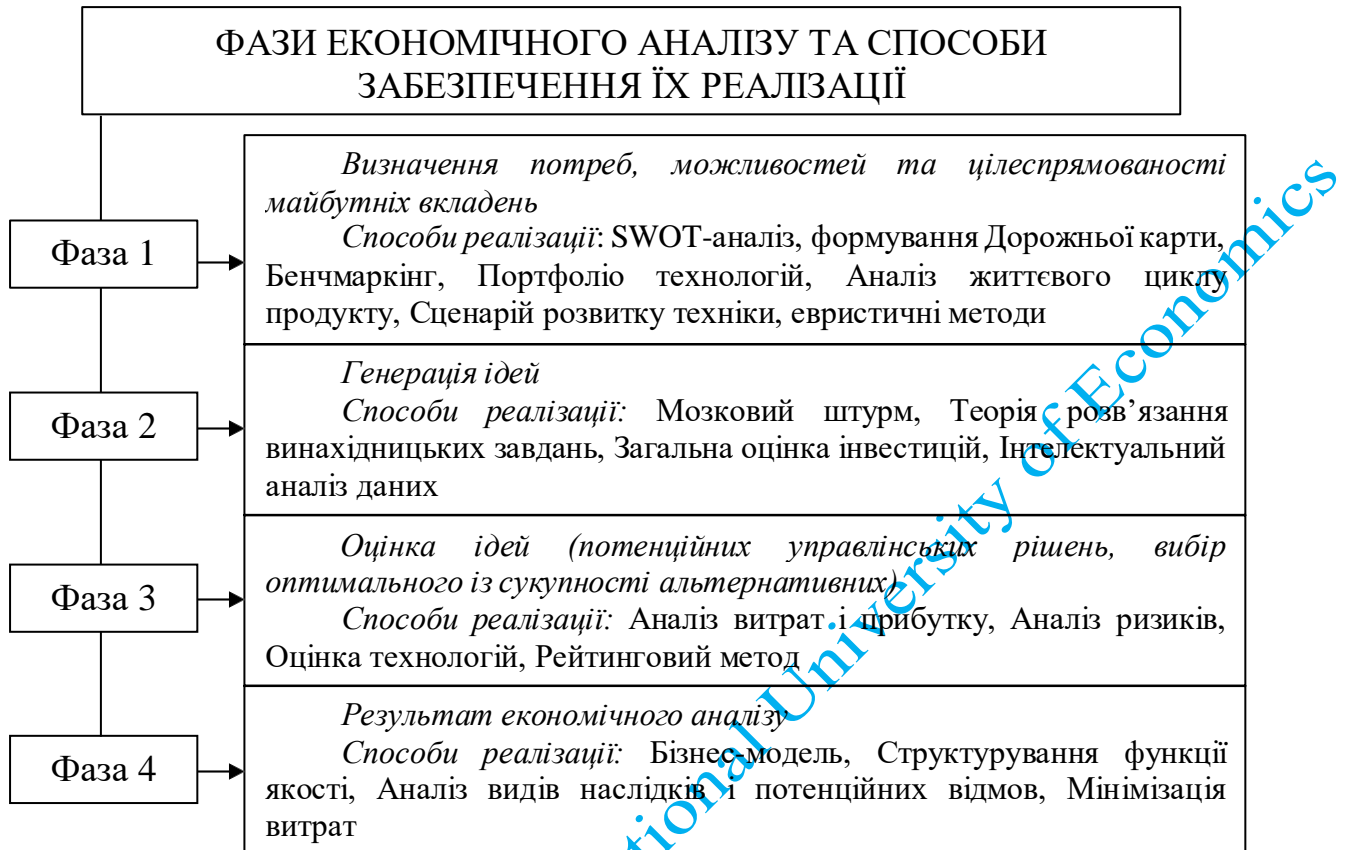 ФАЗИ ЕКОНОМІЧНОГО АНАЛІЗУ ТА СПОСОБИ
ЗАБЕЗПЕЧЕННЯ ЇХ РЕАЛІЗАЦІЇ
Фаза 1
Визначення потреб, можливостей та цілеспрямованості
майбутніх вкладень
Способи реалізації: SWOT-аналіз, формування Дорожньої карти,
Бенчмаркінг, Портфоліо технологій, Аналіз життєвого циклу
продукту, Сценарій розвитку техніки, евристичні методи
Фаза 2
Генерація ідей
Способи реалізації: Мозковий штурм, Теорія розв’язання
винахідницьких завдань, Загальна оцінка інвестицій, Інтелектуальний
аналіз даних
Фаза 3
Оцінка ідей (потенційних управлінських рішень, вибір
оптимального із сукупності альтернативних)
Способи реалізації: Аналіз витрат і прибутку, Аналіз ризиків,
Оцінка технологій, Рейтинговий метод
Фаза 4
Результат економічного аналізу
Способи реалізації: Бізнес-модель, Структурування функції
якості, Аналіз видів наслідків і потенційних відмов, Мінімізація
витрат
University of Economics